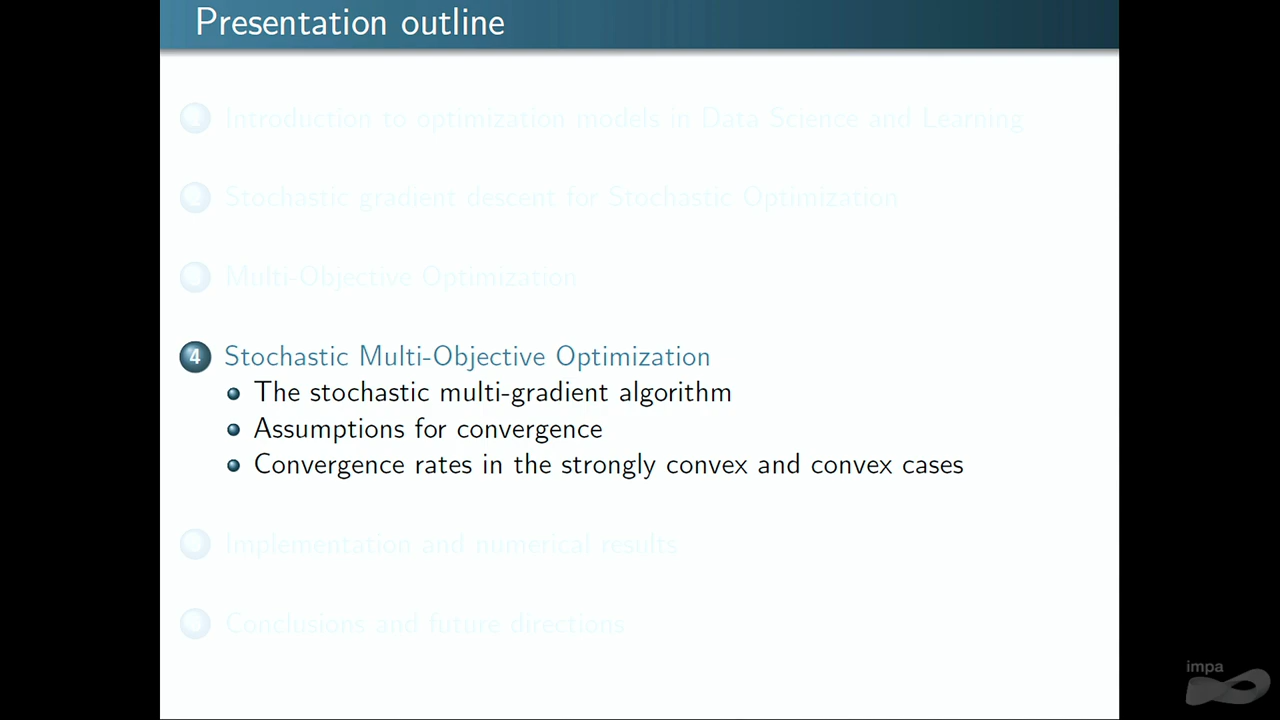 Presentation outline
Introduction to optimization models in Data Science and Learning
Stochastic gradient descent for Stochastic Optimization
Multi-Objective Optimization
4 Stochastic Multi-Objective Optimization
The stochastic multi-gradient algorithm
Assumptions for convergence
Convergence rates in the strongly convex and convex cases
Implementation and numerical results
Conclusions and future directions
impa